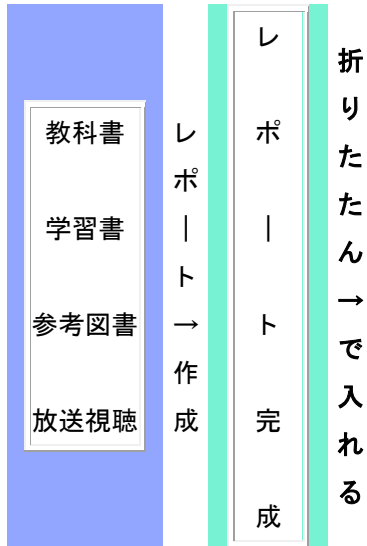 教科書
学習書
参考図書
放送視聴
レポート→作成
レポート完成
折りたたん→で入れる